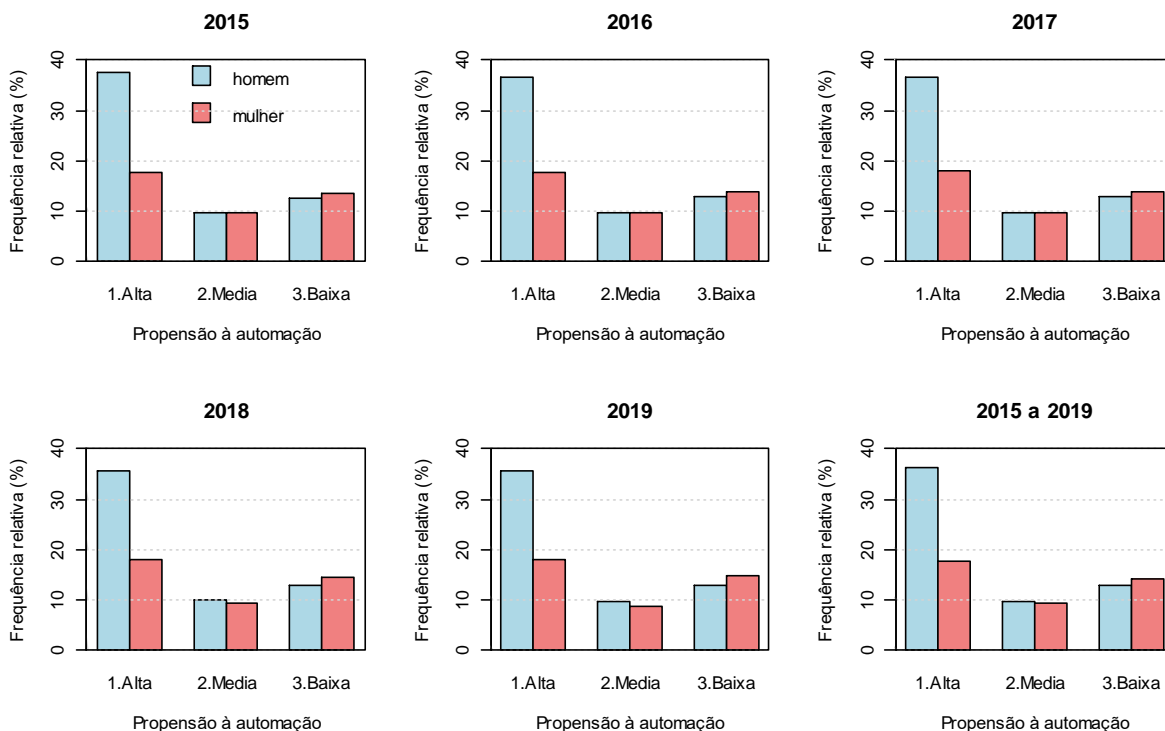 2015
Frequência relativa (%)
0
10
20
30
40
homem
mulher
1.Alta
2.Media
3.Baixa
Propensão à automação
2016
Frequência relativa (%)
0
10
20
30
40
1.Alta
2.Media
3.Baixa
Propensão à automação
2017
Frequência relativa (%)
0
10
20
30
40
1.Alta
2.Media
3.Baixa
Propensão à automação
2018
Frequência relativa (%)
0
10
20
30
40
1.Alta
2.Media
3.Baixa
Propensão à automação
2019
Frequência relativa (%)
0
10
20
30
40
1.Alta
2.Media
3.Baixa
Propensão à automação
2015 a 2019
Frequência relativa (%)
0
10
20
30
40
1.Alta
2.Media
3.Baixa
Propensão à automação